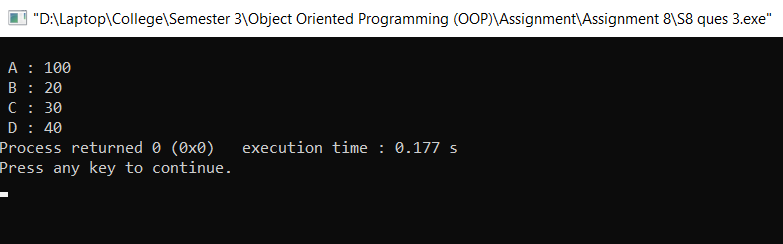 "D:\Laptop\College\Semester 3\Object Oriented Programming (OOP)\Assignment\Assignment 8\S8 ques 3.exe"
A : 100
B : 20
C : 30
D : 40
Process returned 0 (0x0)   execution time : 0.177 s
Press any key to continue.